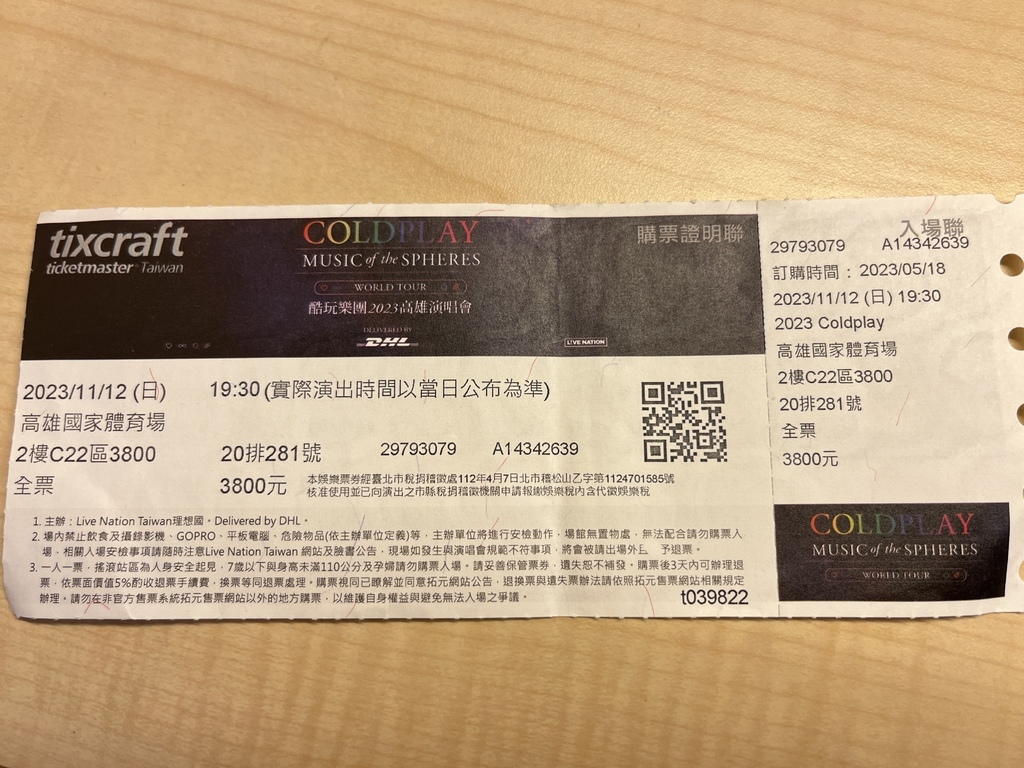 tixcraft
ticketmaster Taiwan
COLDPLAY
MUSIC of the SPHERES
WORLD TOUR
酷玩樂團2023高雄演唱會
DELIVERED BY
DHL
LIVE NATION
購票證明聯
2023/11/12 (日) 19:30 (實際演出時間以當日公布為準)
高雄國家體育場
2樓C22區3800 20排281號 29793079 A14342639
全票 3800元
本娛樂票券經臺北市稅捐稽徵處112年4月7日北市稽松山乙字第1124701585號
核准使用並已向演出之市縣稅捐稽徵機關申請報繳娛樂稅內含代徵娛樂稅
1. 主辦：Live Nation Taiwan理想國。Delivered by DHL。
2. 場內禁止飲食及攝錄影機、GOPRO、平板電腦、危險物品(依主辦單位定義)等，主辦單位將進行安檢動作，場館無置物處，無法配合請勿購票入
場，相關入場安檢事項請隨時注意Live Nation Taiwan 網站及臉書公告，現場如發生與演唱會規範不符事項，將會被請出場外 予退票。
3. 一人一票，搖滾站區為人身安全起見，7歲以下與身高未滿110公分及孕婦請勿購票入場。請妥善保管票券，遺失恕不補發。購票後3天內可辦理退
票，依票面價值5%酌收退票手續費，換票等同退票處理。購票視同已瞭解並同意拓元網站公告，退換票與遺失票辦法請依照拓元售票網站相關規定
辦理。請勿在非官方售票系統拓元售票網站以外的地方購票，以維護自身權益與避免無法入場之爭議。
t039822
入場聯
29793079 A14342639
訂購時間：2023/05/18
2023/11/12 (日) 19:30
2023 Coldplay
高雄國家體育場
2樓C22區3800
20排281號
全票
3800元
COLDPLAY
MUSIC of the SPHERES
WORLD TOUR